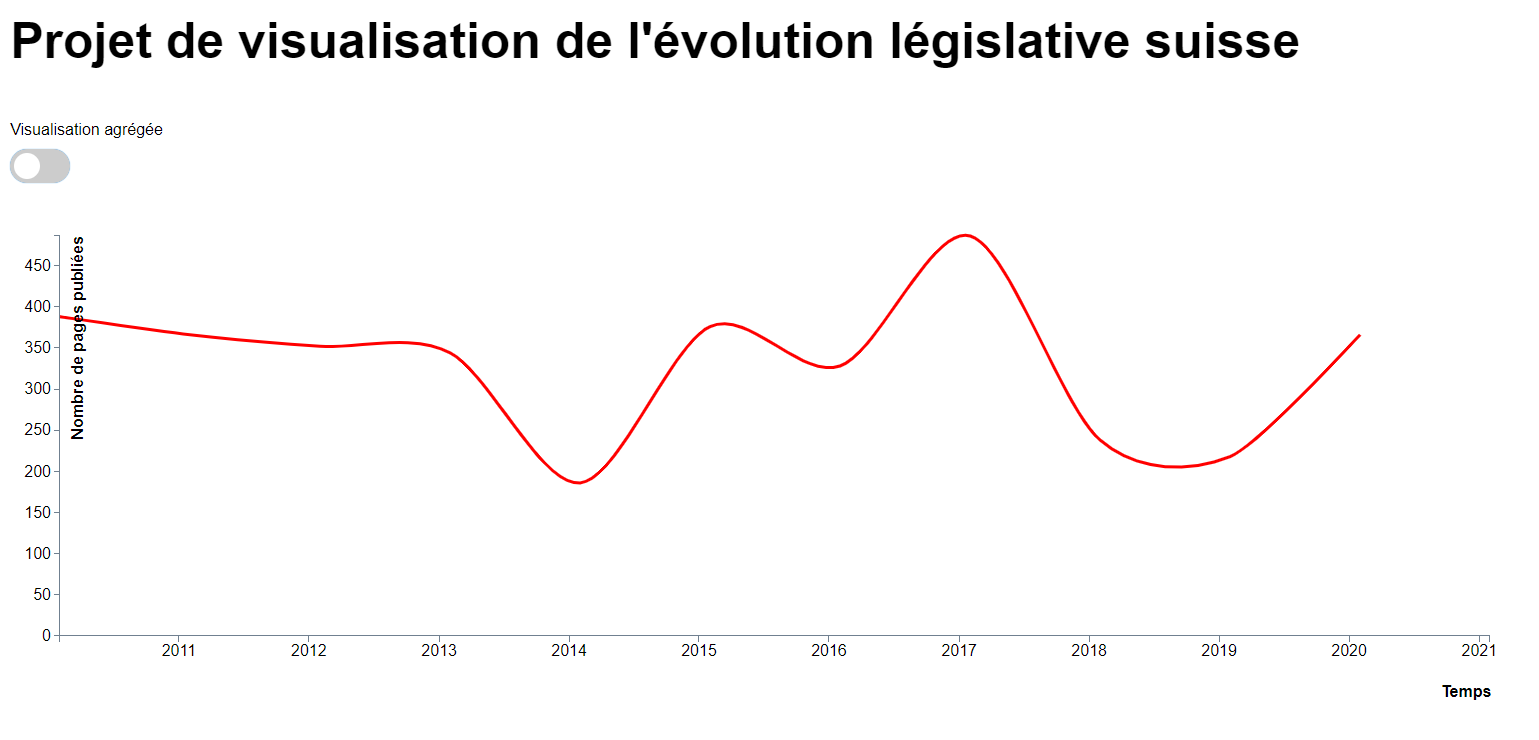 Projet de visualisation de l'évolution législative suisse
Visualisation agrégée
Nombre de pages publiées
450
400
350
300
250
200
150
100
50
0
2011 2012 2013 2014 2015 2016 2017 2018 2019 2020 2021
Temps